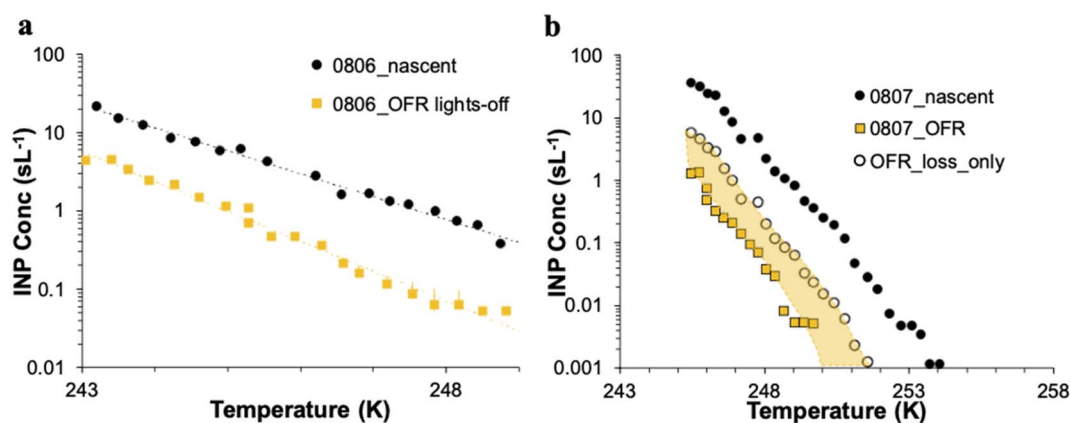 a
INP Conc (sL⁻¹)
100
10
1
0.1
0.01
243
248
Temperature (K)
0806_nascent
0806_OFR lights-off
b
INP Conc (sL⁻¹)
100
10
1
0.1
0.01
0.001
243
248
253
258
Temperature (K)
0807_nascent
0807_OFR
OFR_loss_only